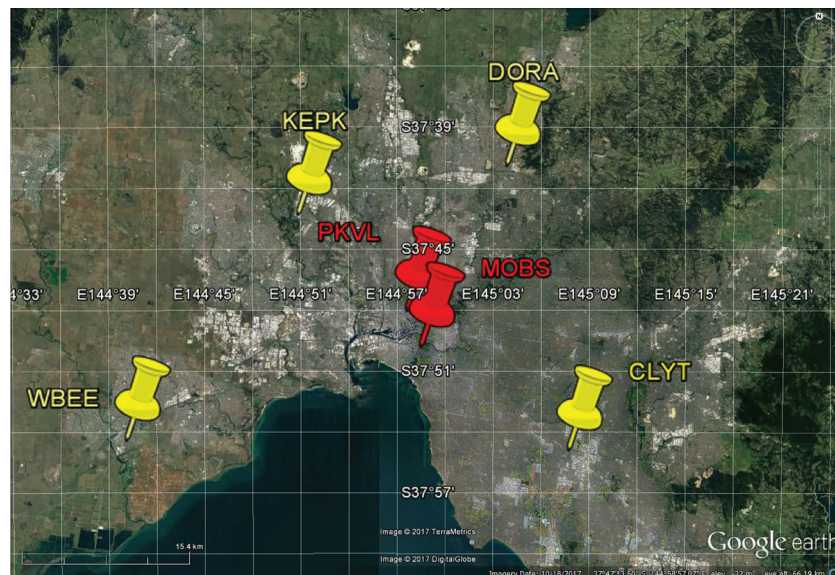 DORA
KEPK
S37°39'
PKVL
S37°45'
MOBS
4°33' E144°39' E144°45' E144°51' E144°57' E145°03' E145°09' E145°15' E145°21'
S37°51'
WBEE
CLYT
S37°57'
Image © 2017 TerraMetrics
15.4 km
Image © 2017 DigitalGlobe
Google earth